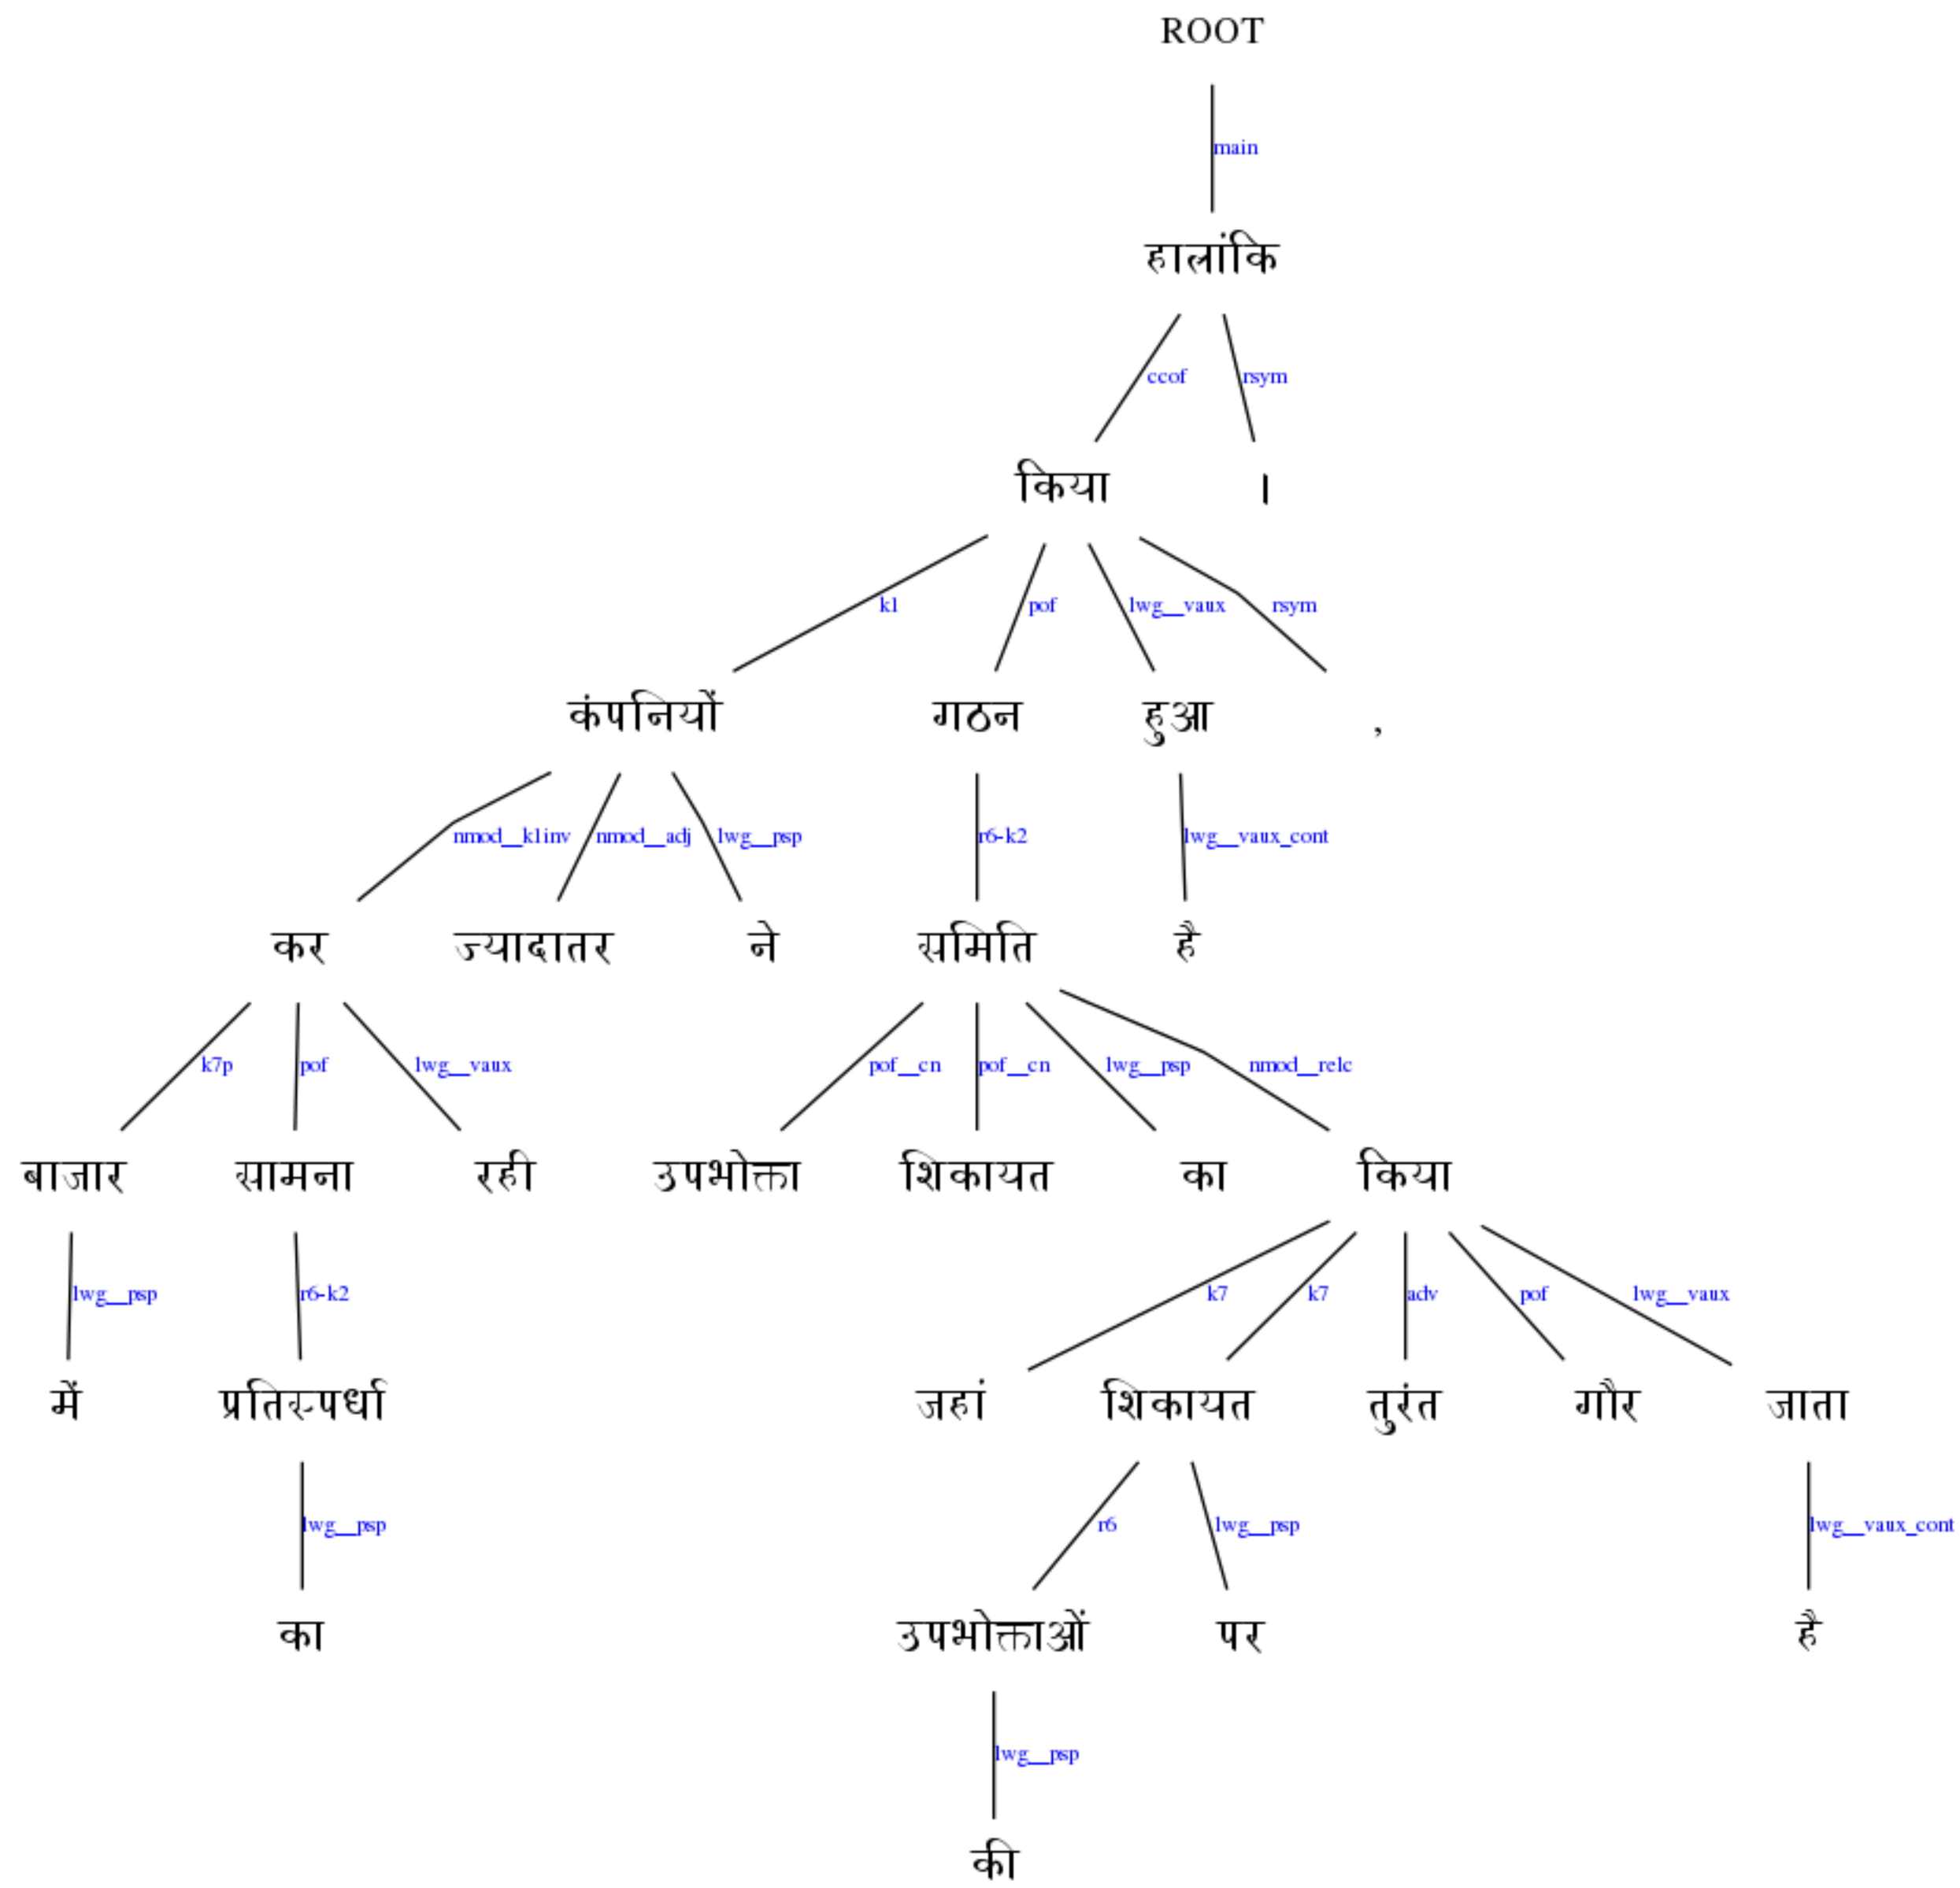 ROOT
main
हालांकि
ccof rsym
किया ।
k1 pof lwg__vaux rsym
कंपनियों गठन हुआ ,
nmod__k1inv nmod__adj lwg__psp r6-k2 lwg__vaux_cont
कर ज्यादातर ने समिति है
k7p pof lwg__vaux pof__cn pof__cn lwg__psp nmod__relc
बाजार सामना रही उपभोक्ता शिकायत का किया
lwg__psp r6-k2 k7 k7 adv pof lwg__vaux
में प्रतिस्पर्धा जहां शिकायत तुरंत गौर जाता
lwg__psp r6 lwg__psp lwg__vaux_cont
का उपभोक्ताओं पर है
lwg__psp
की